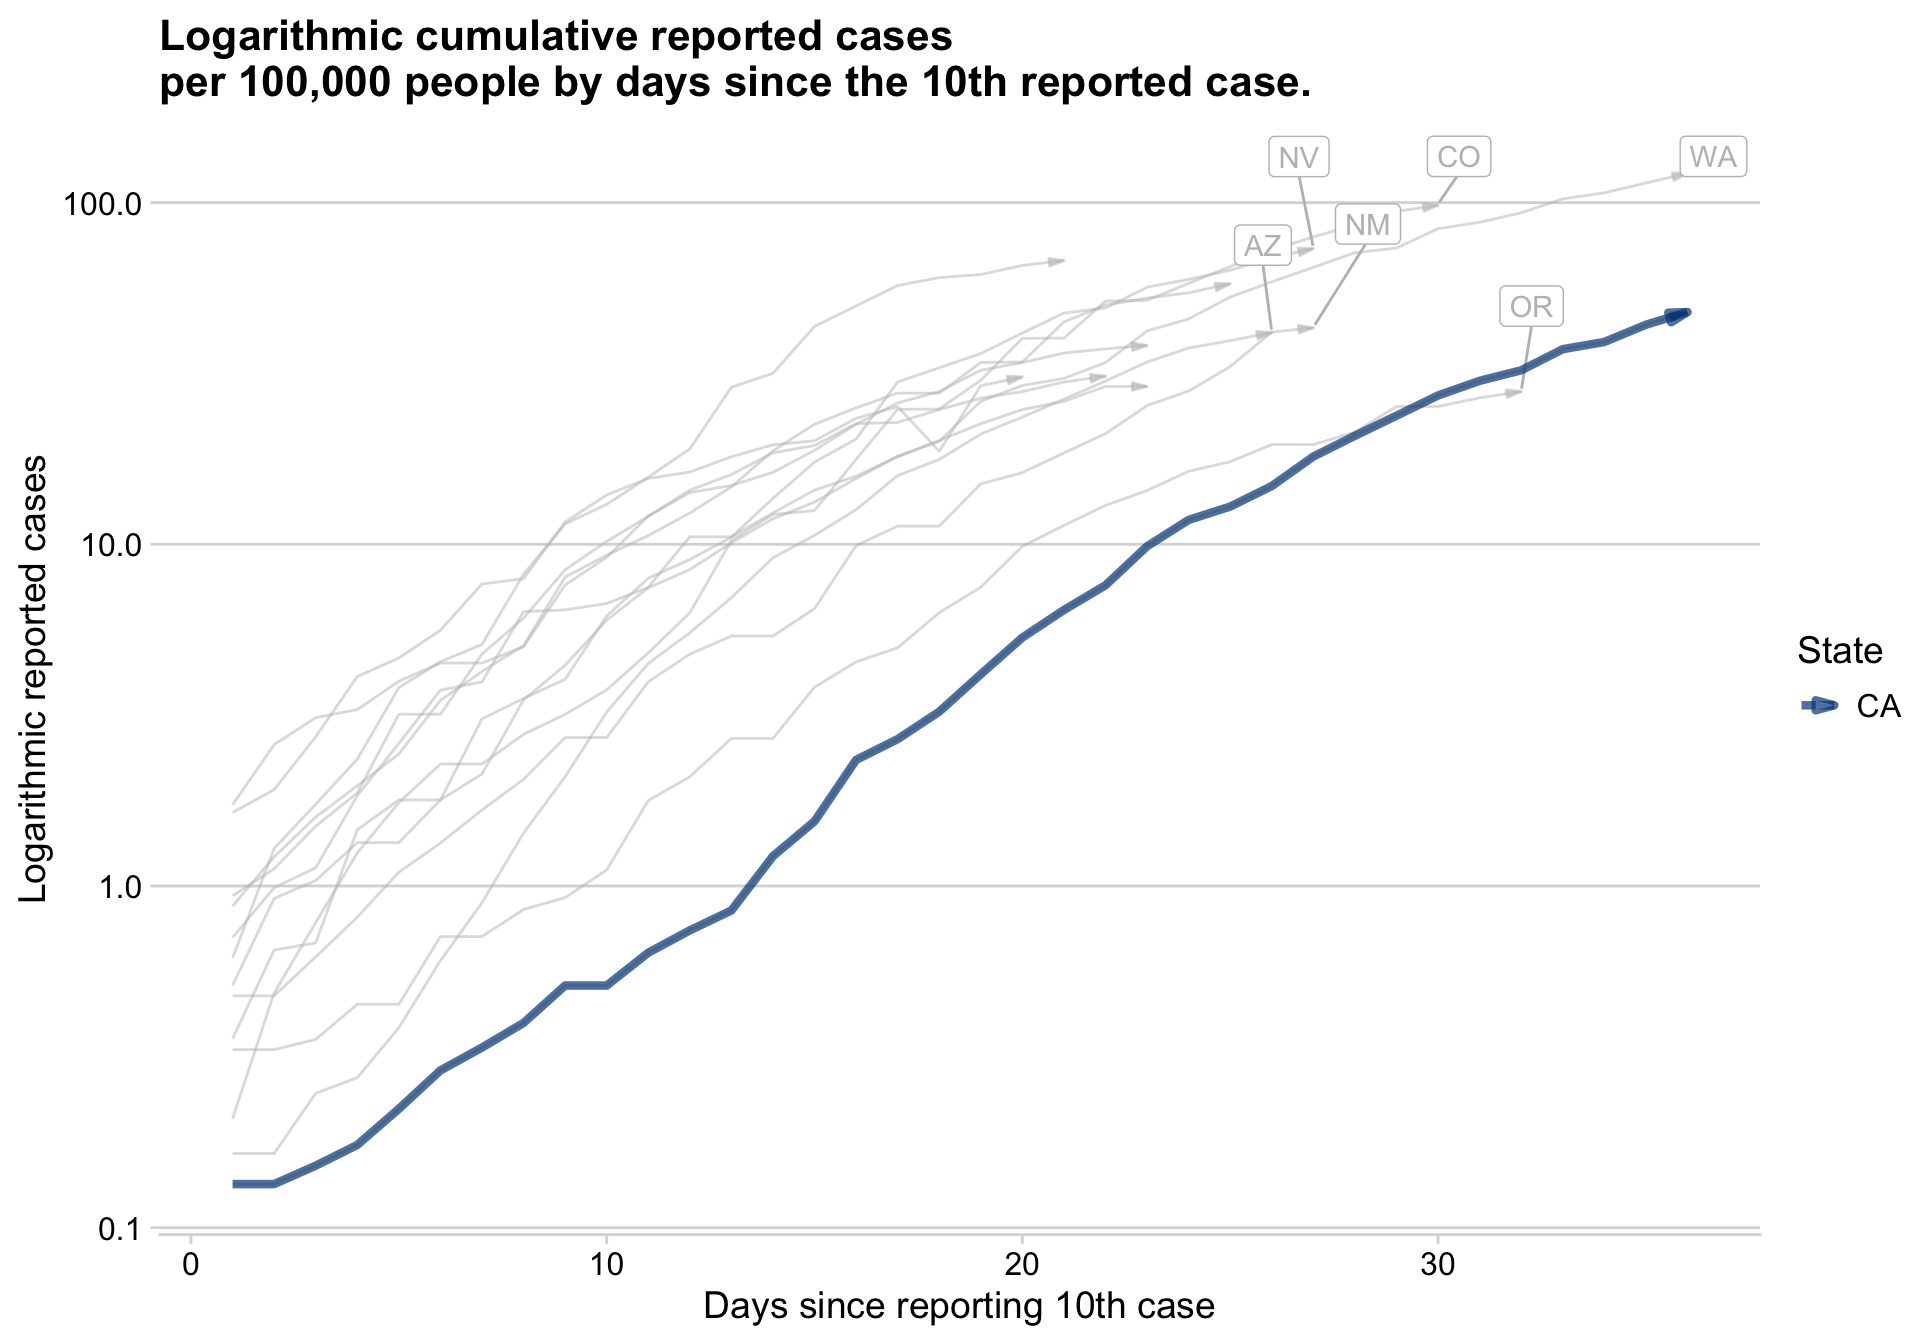 Logarithmic cumulative reported cases
per 100,000 people by days since the 10th reported case.
NV
CO
WA
100.0
AZ
NM
OR
10.0
1.0
0.1
Logarithmic reported cases
State
CA
0
10
20
30
Days since reporting 10th case